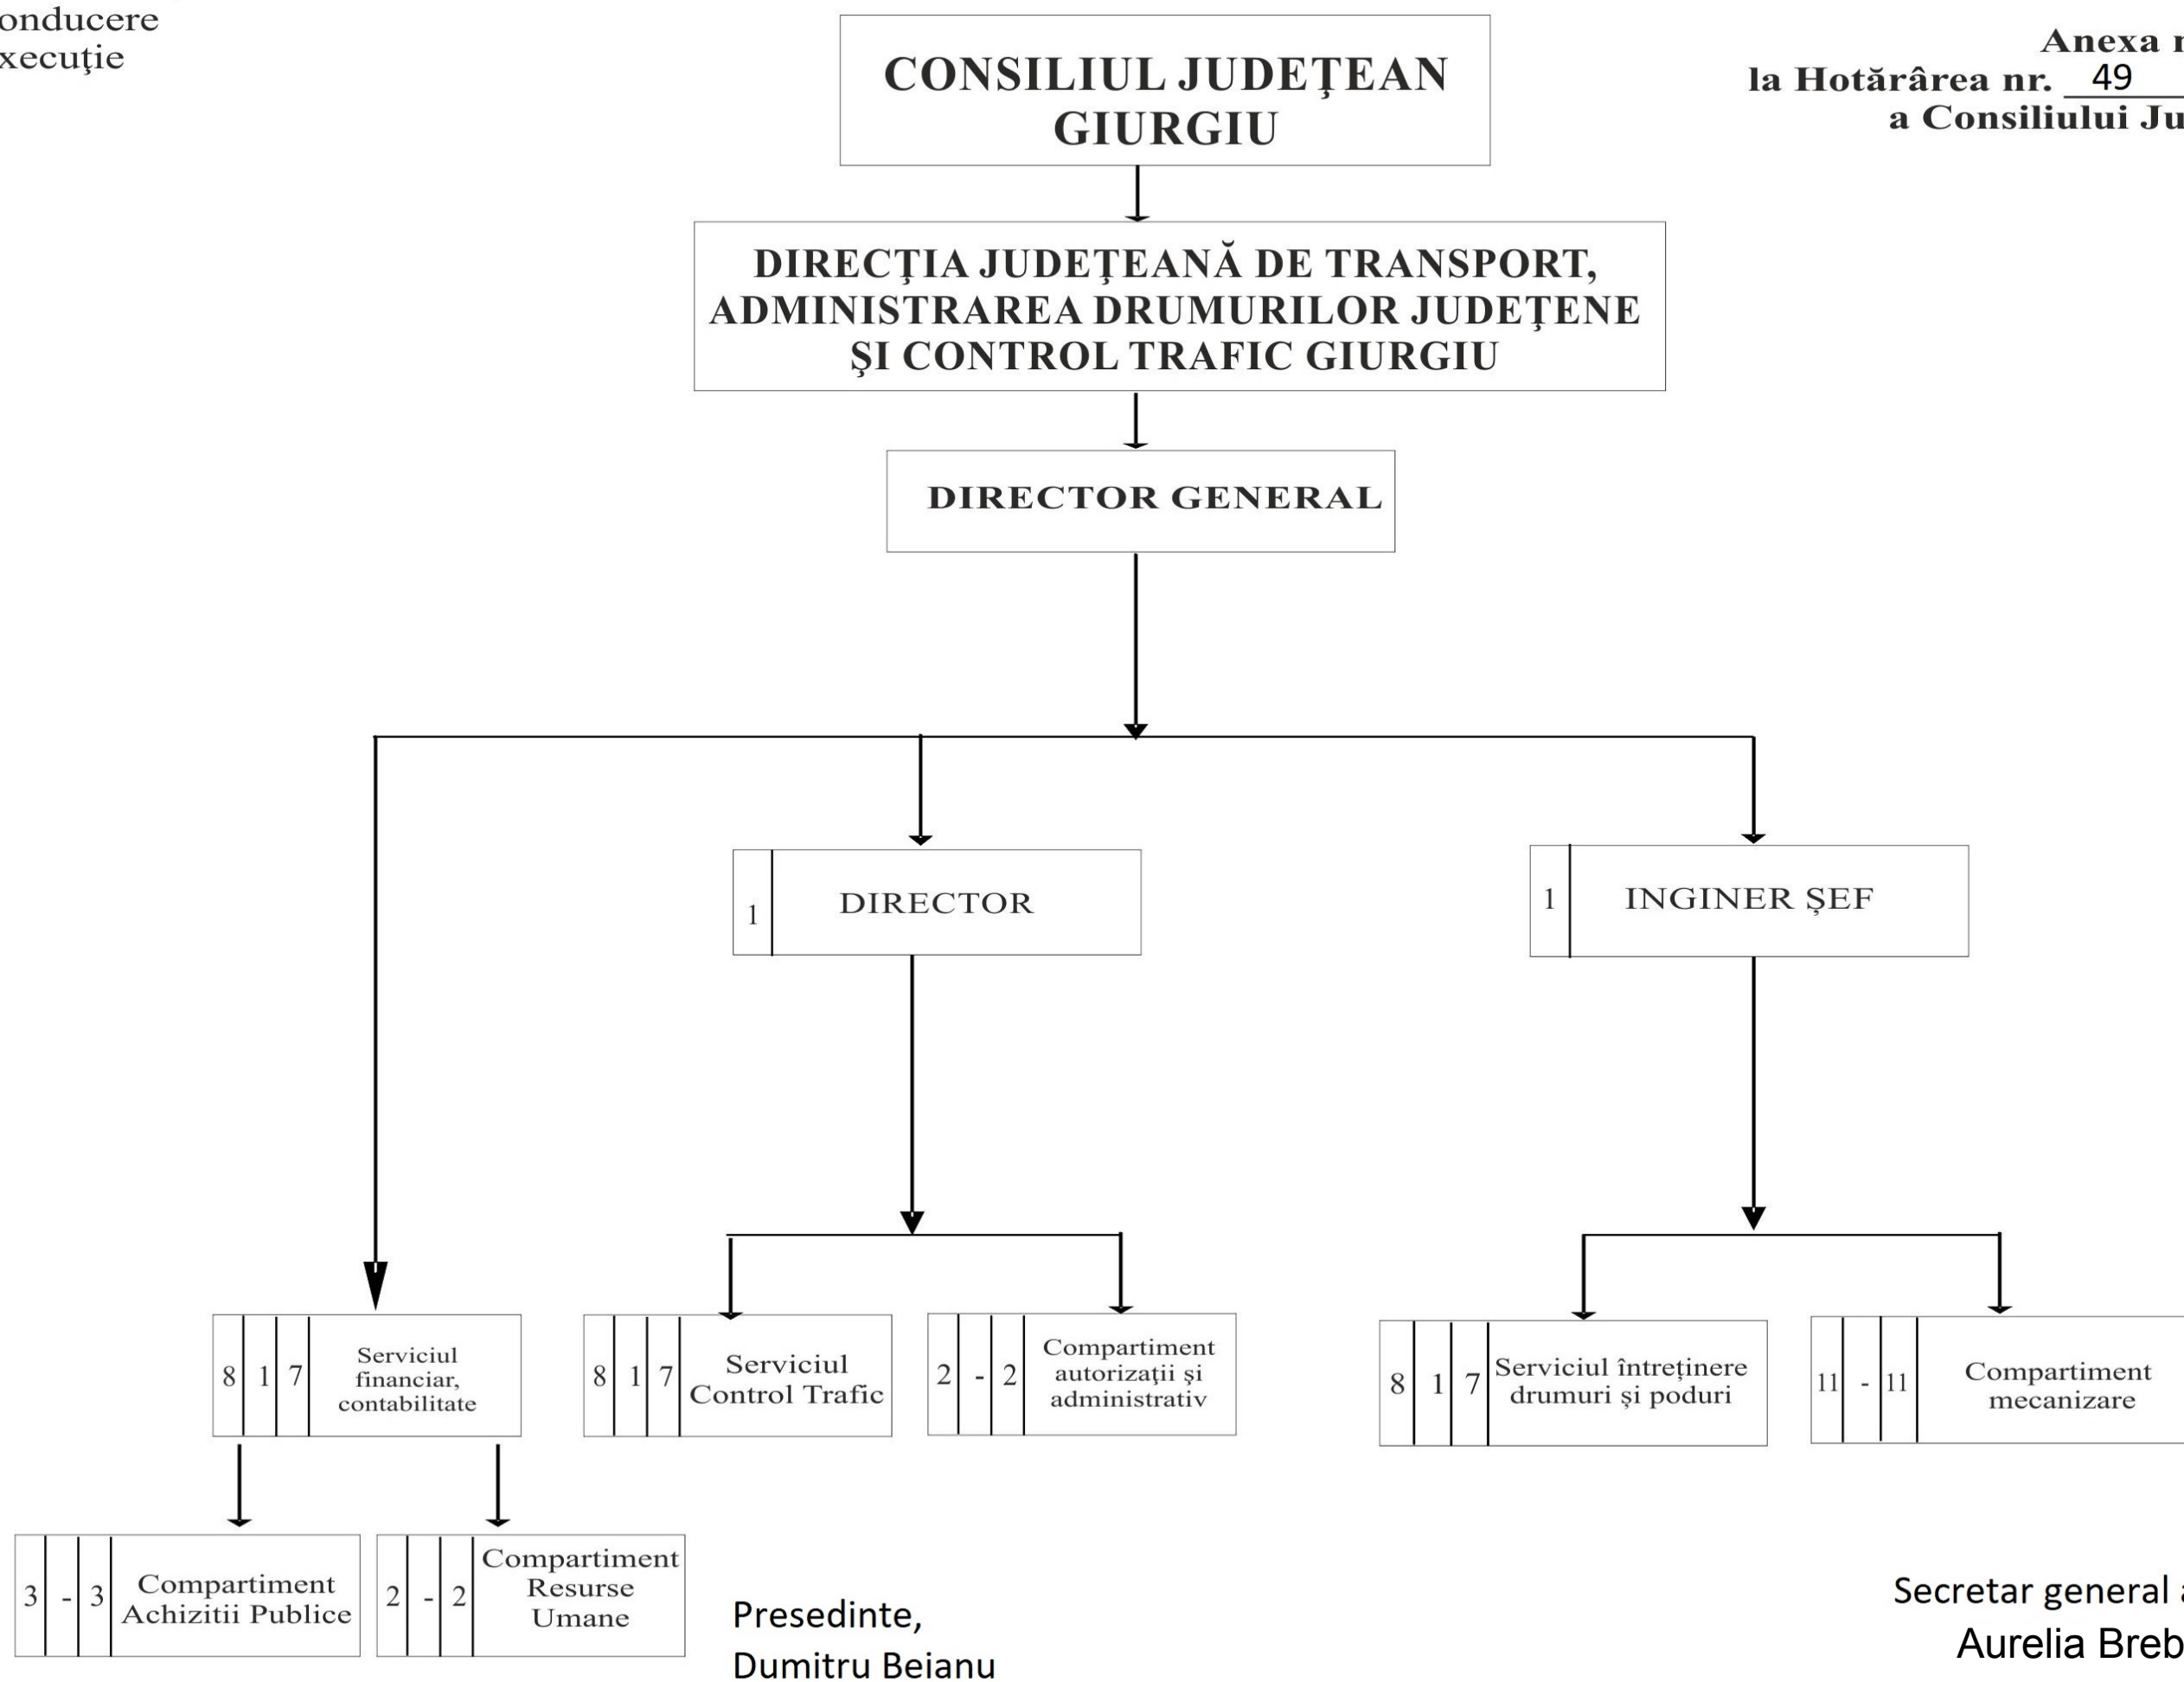 onducere
xecuţie
Anexa
la Hotărârea nr. 49
a Consiliului
CONSILIUL JUDEŢEAN
GIURGIU
DIRECŢIA JUDEŢEANĂ DE TRANSPORT,
ADMINISTRAREA DRUMURILOR JUDEŢENE
ŞI CONTROL TRAFIC GIURGIU
DIRECTOR GENERAL
1 DIRECTOR
1 INGINER ŞEF
8 1 7 Serviciul
financiar,
contabilitate
8 1 7 Serviciul
Control Trafic
2 - 2 Compartiment
autorizaţii şi
administrativ
8 1 7 Serviciul întreţinere
drumuri şi poduri
11 - 11 Compartiment
mecanizare
3 - 3 Compartiment
Achizitii Publice
2 - 2 Compartiment
Resurse
Umane
Presedinte,
Dumitru Beianu
Secretar general
Aurelia Breb